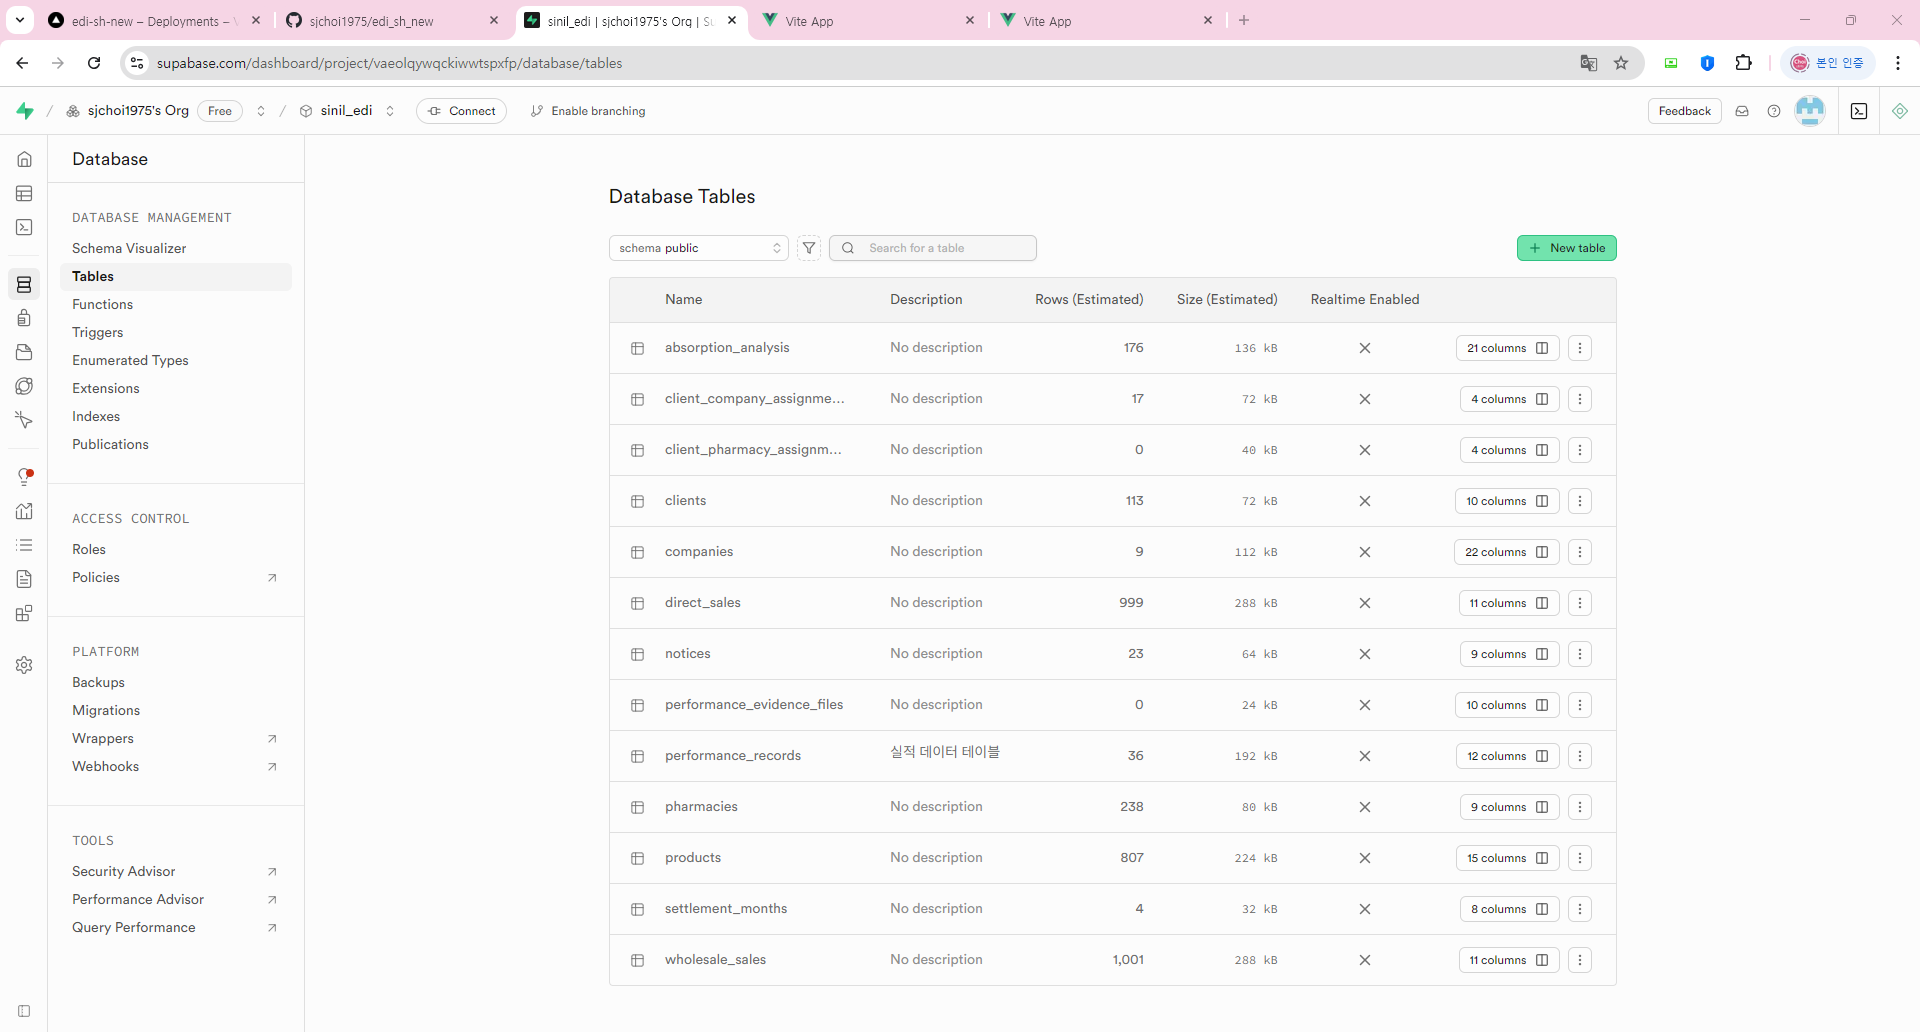 edi-sh-new – Deployments –
sjchoi1975/edi_sh_new
sinil_edi | sjchoi1975's Org | Su
Vite App
Vite App
supabase.com/dashboard/project/vaeolqywqckiwwtspxfp/database/tables
본인 인증
sjchoi1975's Org
Free
sinil_edi
Connect
Enable branching
Feedback
Database
DATABASE MANAGEMENT
Schema Visualizer
Tables
Functions
Triggers
Enumerated Types
Extensions
Indexes
Publications
ACCESS CONTROL
Roles
Policies
PLATFORM
Backups
Migrations
Wrappers
Webhooks
TOOLS
Security Advisor
Performance Advisor
Query Performance
Database Tables
schema public
Search for a table
New table
Name Description Rows (Estimated) Size (Estimated) Realtime Enabled
absorption_analysis No description 176 136 kB 21 columns
client_company_assignme... No description 17 72 kB 4 columns
client_pharmacy_assignm... No description 0 40 kB 4 columns
clients No description 113 72 kB 10 columns
companies No description 9 112 kB 22 columns
direct_sales No description 999 288 kB 11 columns
notices No description 23 64 kB 9 columns
performance_evidence_files No description 0 24 kB 10 columns
performance_records 실적 데이터 테이블 36 192 kB 12 columns
pharmacies No description 238 80 kB 9 columns
products No description 807 224 kB 15 columns
settlement_months No description 4 32 kB 8 columns
wholesale_sales No description 1,001 288 kB 11 columns